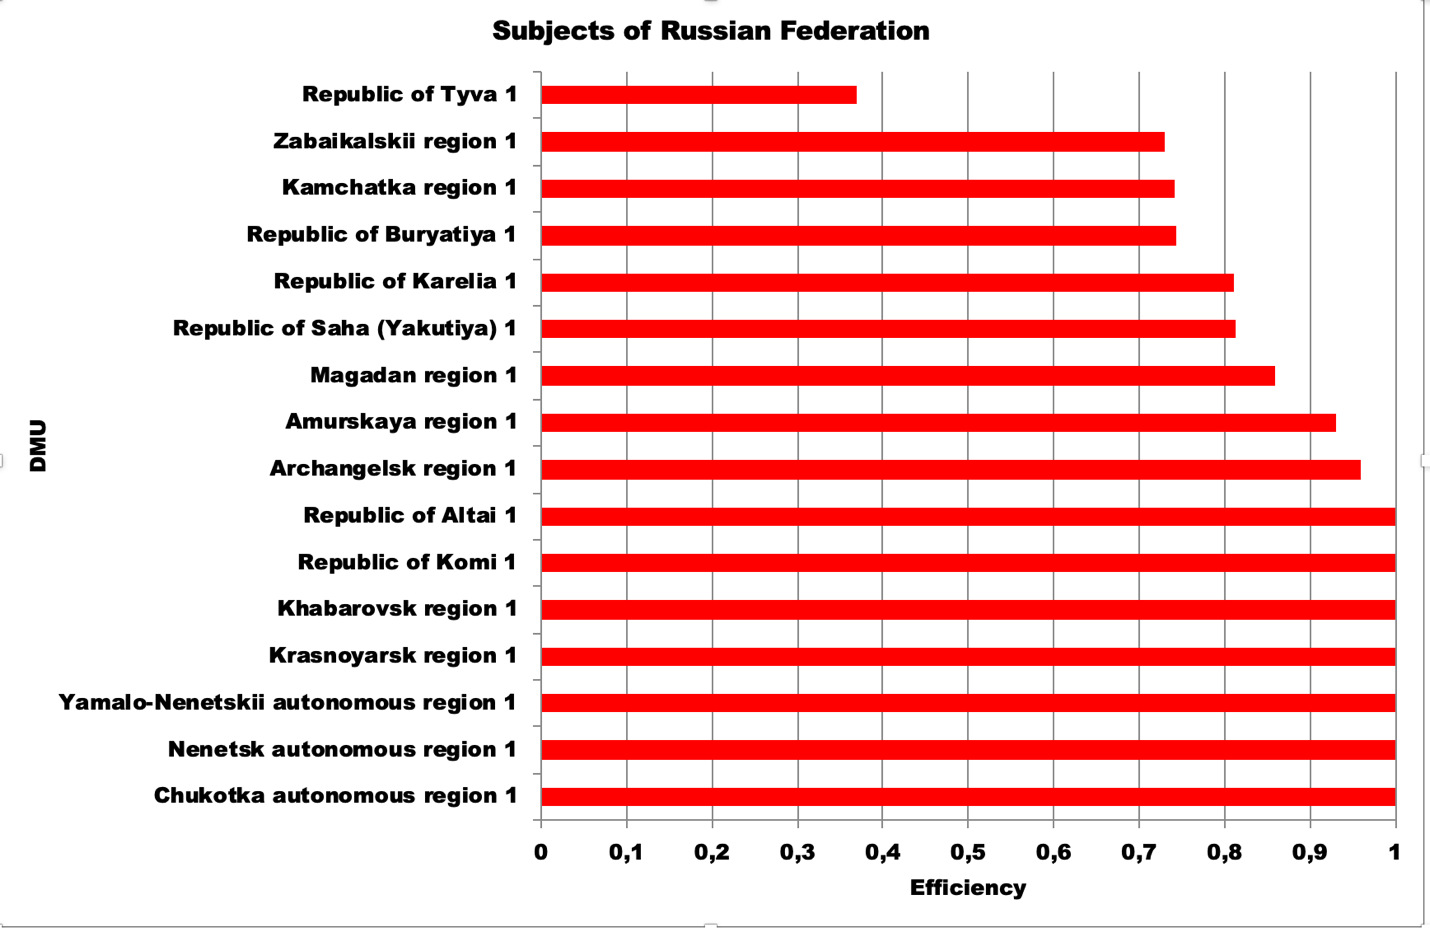 Subjects of Russian Federation
Republic of Tyva 1
Zabaikalskii region 1
Kamchatka region 1
Republic of Buryatiya 1
Republic of Karelia 1
Republic of Saha (Yakutiya) 1
Magadan region 1
Amurskaya region 1
Archangelsk region 1
Republic of Altai 1
Republic of Komi 1
Khabarovsk region 1
Krasnoyarsk region 1
Yamalo-Nenetskii autonomous region 1
Nenetsk autonomous region 1
Chukotka autonomous region 1
DMU
0 0,1 0,2 0,3 0,4 0,5 0,6 0,7 0,8 0,9 1
Efficiency